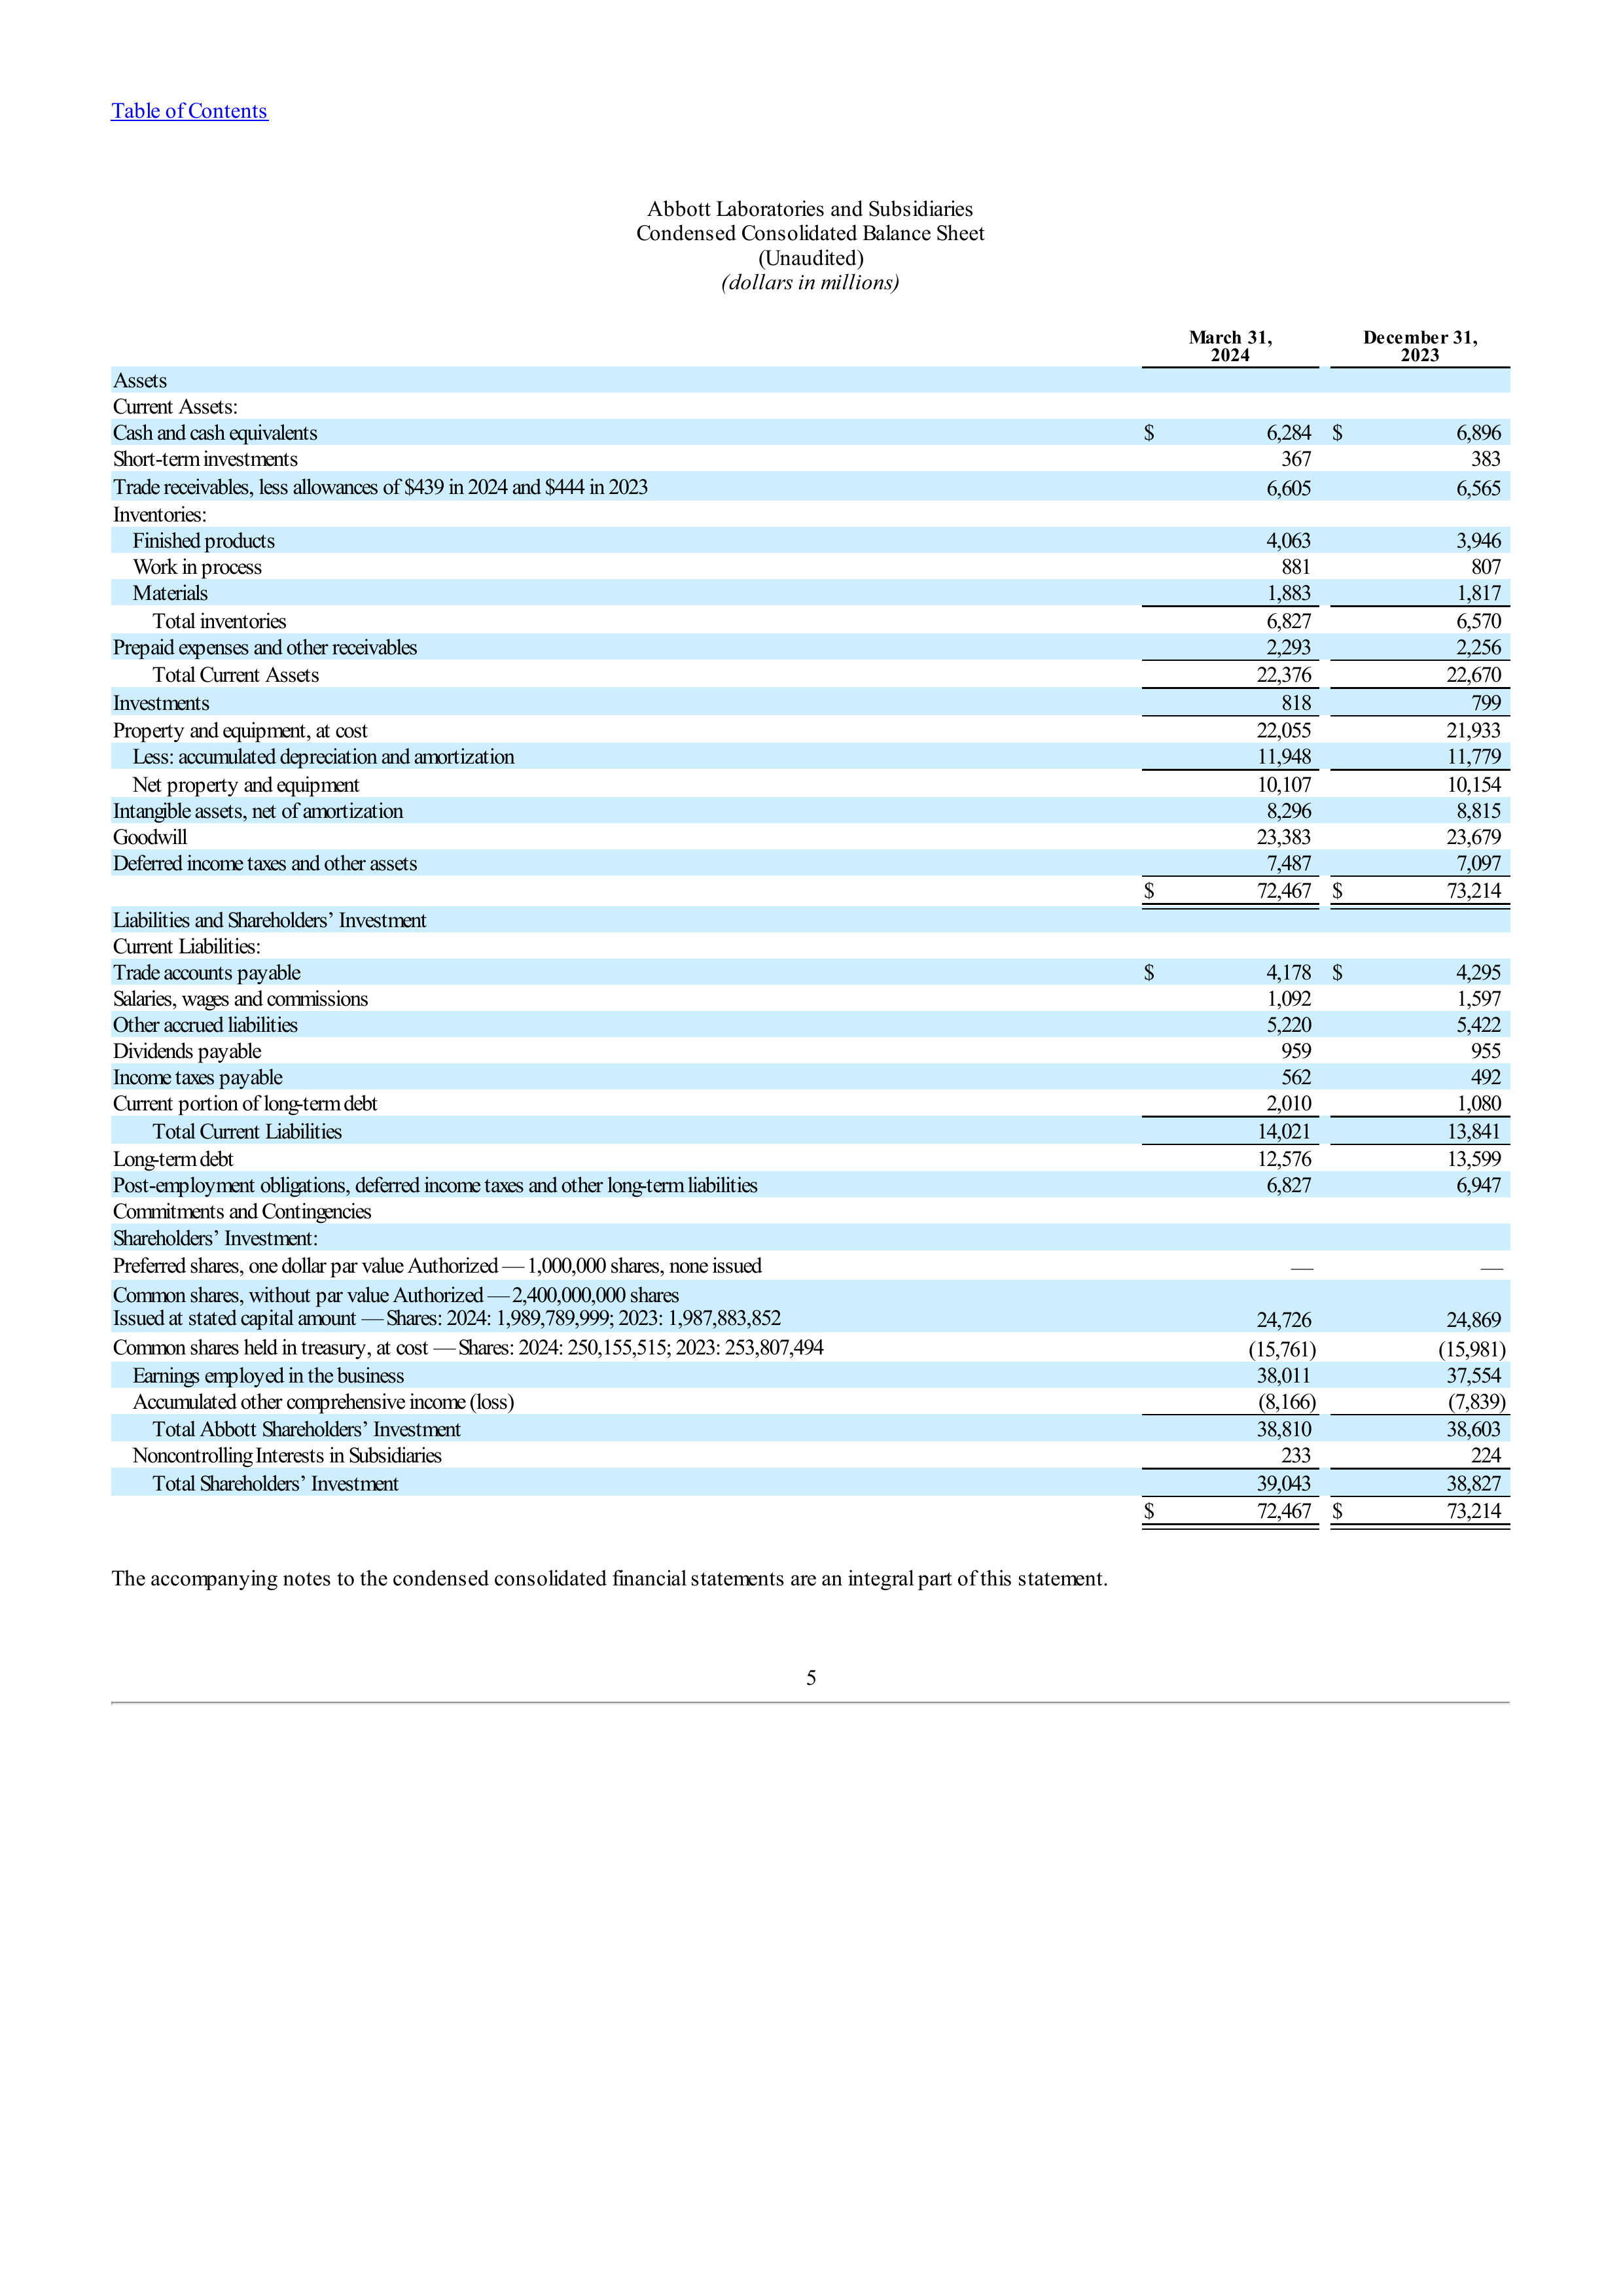 Table of Contents
Abbott Laboratories and Subsidiaries
Condensed Consolidated Balance Sheet
(Unaudited)
(dollars in millions)
March 31, December 31,
2024 2023
Assets
Current Assets:
Cash and cash equivalents $ 6,284 $ 6,896
Short-term investments 367 383
Trade receivables, less allowances of $439 in 2024 and $444 in 2023 6,605 6,565
Inventories:
Finished products 4,063 3,946
Work in process 881 807
Materials 1,883 1,817
Total inventories 6,827 6,570
Prepaid expenses and other receivables 2,293 2,256
Total Current Assets 22,376 22,670
Investments 818 799
Property and equipment, at cost 22,055 21,933
Less: accumulated depreciation and amortization 11,948 11,779
Net property and equipment 10,107 10,154
Intangible assets, net of amortization 8,296 8,815
Goodwill 23,383 23,679
Deferred income taxes and other assets 7,487 7,097
$ 72,467 $ 73,214
Liabilities and Shareholders’ Investment
Current Liabilities:
Trade accounts payable $ 4,178 $ 4,295
Salaries, wages and commissions 1,092 1,597
Other accrued liabilities 5,220 5,422
Dividends payable 959 955
Income taxes payable 562 492
Current portion of long-term debt 2,010 1,080
Total Current Liabilities 14,021 13,841
Long-term debt 12,576 13,599
Post-employment obligations, deferred income taxes and other long-term liabilities 6,827 6,947
Commitments and Contingencies
Shareholders’ Investment:
Preferred shares, one dollar par value Authorized — 1,000,000 shares, none issued — —
Common shares, without par value Authorized — 2,400,000,000 shares
Issued at stated capital amount — Shares: 2024: 1,989,789,999; 2023: 1,987,883,852 24,726 24,869
Common shares held in treasury, at cost — Shares: 2024: 250,155,515; 2023: 253,807,494 (15,761) (15,981)
Earnings employed in the business 38,011 37,554
Accumulated other comprehensive income (loss) (8,166) (7,839)
Total Abbott Shareholders’ Investment 38,810 38,603
Noncontrolling Interests in Subsidiaries 233 224
Total Shareholders’ Investment 39,043 38,827
$ 72,467 $ 73,214
The accompanying notes to the condensed consolidated financial statements are an integral part of this statement.
5